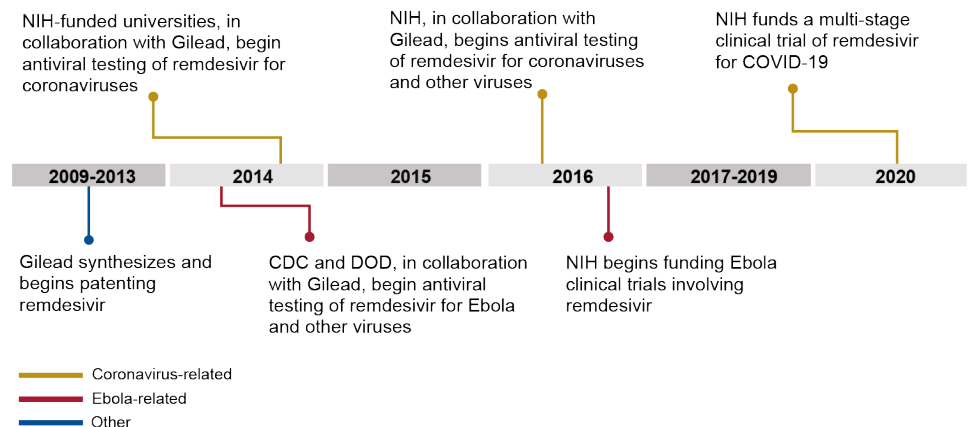 NIH-funded universities, in
collaboration with Gilead, begin
antiviral testing of remdesivir for
coronaviruses
NIH, in collaboration with
Gilead, begins antiviral testing
of remdesivir for coronaviruses
and other viruses
NIH funds a multi-stage
clinical trial of remdesivir
for COVID-19
2009-2013
2014
2015
2016
2017-2019
2020
Gilead synthesizes and
begins patenting
remdesivir
CDC and DOD, in collaboration
with Gilead, begin antiviral
testing of remdesivir for Ebola
and other viruses
NIH begins funding Ebola
clinical trials involving
remdesivir
Coronavirus-related
Ebola-related
Other